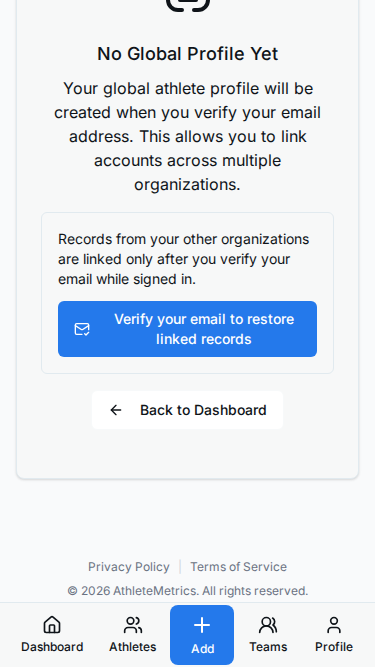 No Global Profile Yet
Your global athlete profile will be
created when you verify your email
address. This allows you to link
accounts across multiple
organizations.
Records from your other organizations
are linked only after you verify your
email while signed in.
Verify your email to restore
linked records
Back to Dashboard
Privacy Policy | Terms of Service
© 2026 AthleteMetrics. All rights reserved.
Dashboard Athletes Add Teams Profile